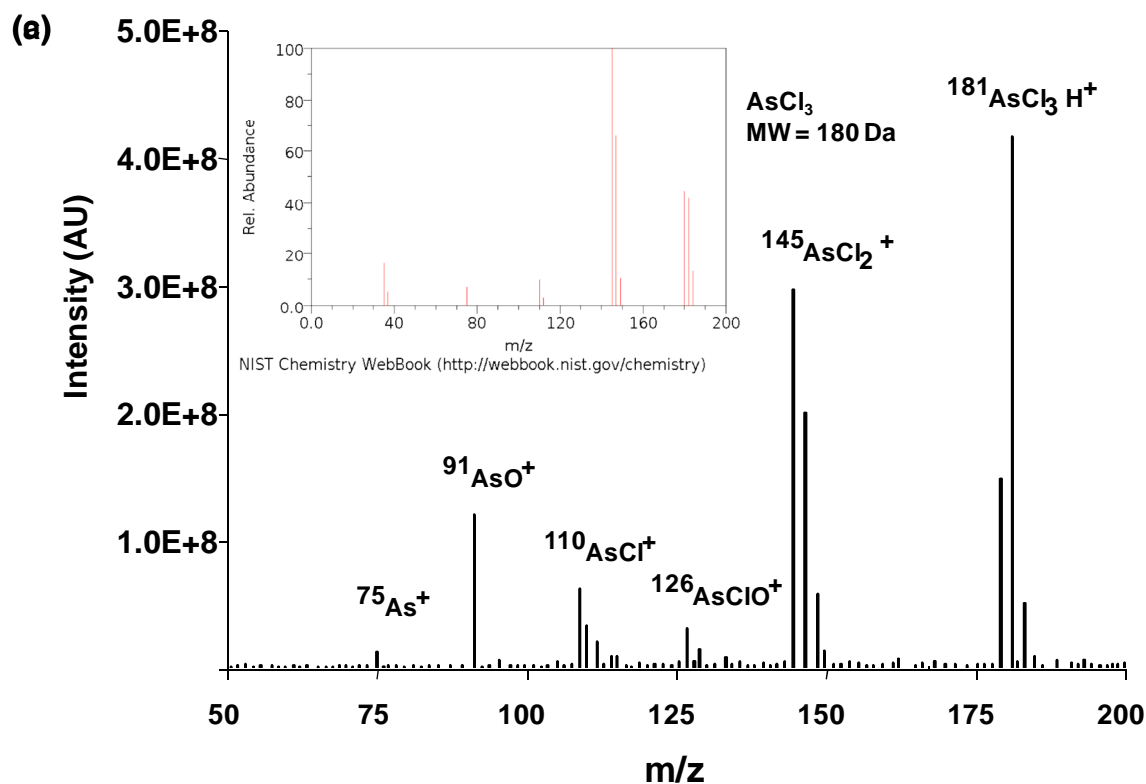 (a)
5.0E+8
4.0E+8
3.0E+8
2.0E+8
1.0E+8
Intensity (AU)
100
80
60
40
20
0.0
Rel. Abundance
0.0 40 80 120 160 200
m/z
NIST Chemistry WebBook (http://webbook.nist.gov/chemistry)
AsCl₃
MW = 180 Da
¹⁸¹AsCl₃ H⁺
¹⁴⁵AsCl₂ ⁺
⁹¹AsO⁺
¹¹⁰AsCl⁺
¹²⁶AsClO⁺
⁷⁵As⁺
50 75 100 125 150 175 200
m/z